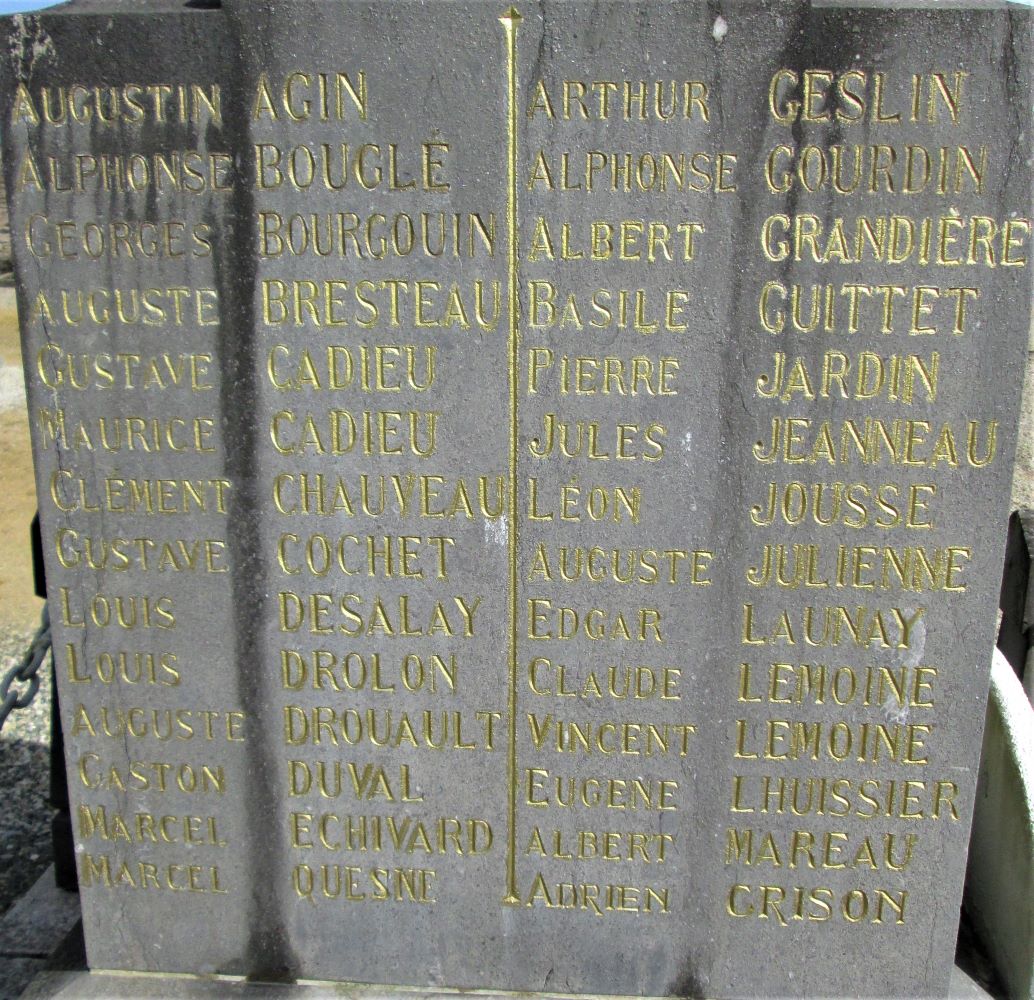 AUGUSTIN AGIN
ALPHONSE BOUGLÉ
GEORGES BOURGOUIN
AUGUSTE BRESTEAU
GUSTAVE CADIEU
MAURICE CADIEU
CLÉMENT CHAUVEAU
GUSTAVE COCHET
LOUIS DESALAY
LOUIS DROLON
AUGUSTE DROUAULT
GASTON DUVAL
MARCEL ECHIVARD
MARCEL QUESNE
ARTHUR GESLIN
ALPHONSE GOURDIN
ALBERT GRANDIÈRE
BASILE GUITTET
PIERRE JARDIN
JULES JEANNEAU
LÉON JOUSSE
AUGUSTE JULIENNE
EDGAR LAUNAY
CLAUDE LEMOINE
VINCENT LEMOINE
EUGENE LHUISSIER
ALBERT MAREAU
ADRIEN GRISON